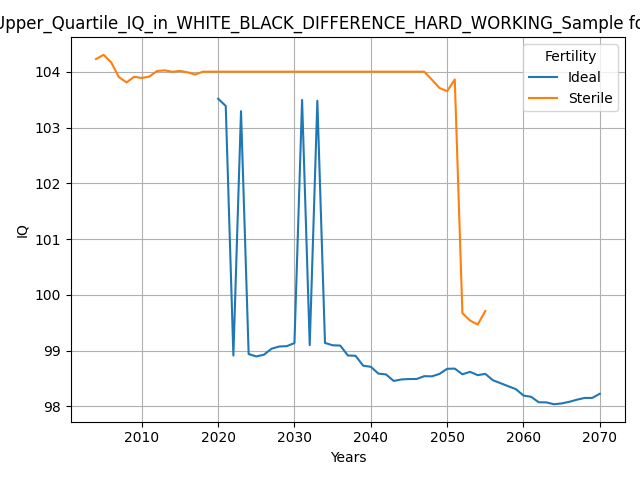 Upper_Quartile_IQ_in_WHITE_BLACK_DIFFERENCE_HARD_WORKING_Sample fo
Fertility
Ideal
Sterile
104
103
102
101
100
99
98
IQ
2010 2020 2030 2040 2050 2060 2070
Years